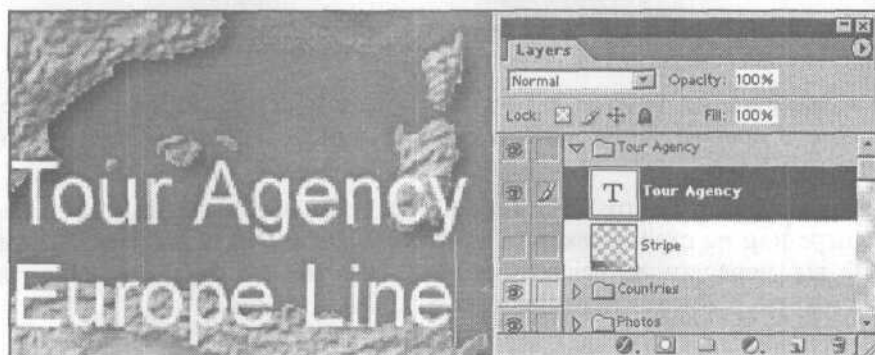 Tour Agency
Europe Line
Layers
Normal Opacity: 100%
Lock: Fill: 100%
Tour Agency
T Tour Agency
Stripe
Countries
Photos